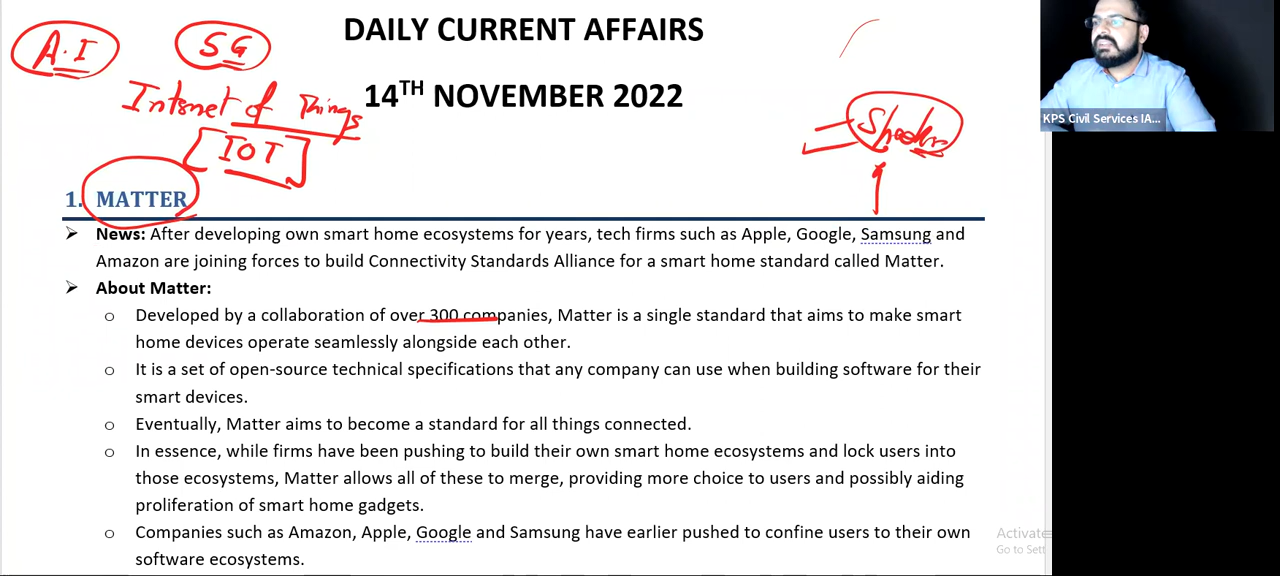 DAILY CURRENT AFFAIRS
A.I
5G
Internet of Things
14TH NOVEMBER 2022
[IOT]
KPS Civil Services IA...
1. MATTER
News: After developing own smart home ecosystems for years, tech firms such as Apple, Google, Samsung and
Amazon are joining forces to build Connectivity Standards Alliance for a smart home standard called Matter.
About Matter:
o Developed by a collaboration of over 300 companies, Matter is a single standard that aims to make smart
home devices operate seamlessly alongside each other.
o It is a set of open-source technical specifications that any company can use when building software for their
smart devices.
o Eventually, Matter aims to become a standard for all things connected.
o In essence, while firms have been pushing to build their own smart home ecosystems and lock users into
those ecosystems, Matter allows all of these to merge, providing more choice to users and possibly aiding
proliferation of smart home gadgets.
o Companies such as Amazon, Apple, Google and Samsung have earlier pushed to confine users to their own
software ecosystems.
Activate
Go to Sett